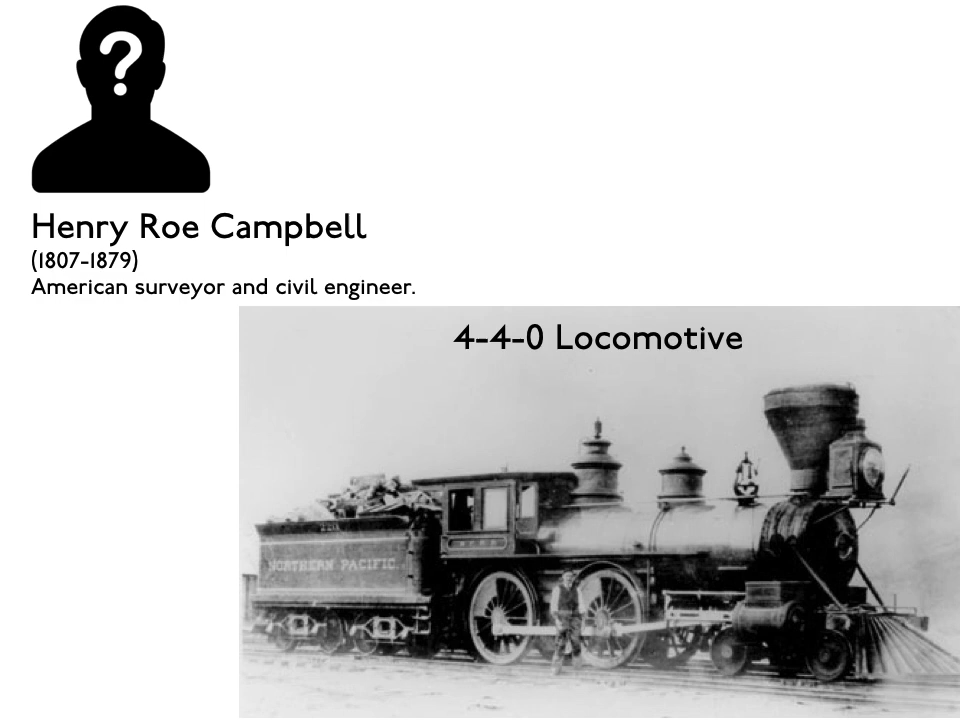 ?
Henry Roe Campbell
(1807-1879)
American surveyor and civil engineer.
4-4-0 Locomotive
NORTHERN PACIFIC